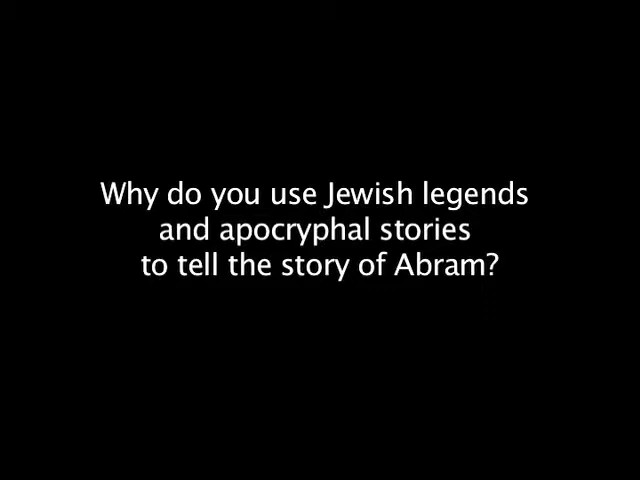 Why do you use Jewish legends
and apocryphal stories
to tell the story of Abram?